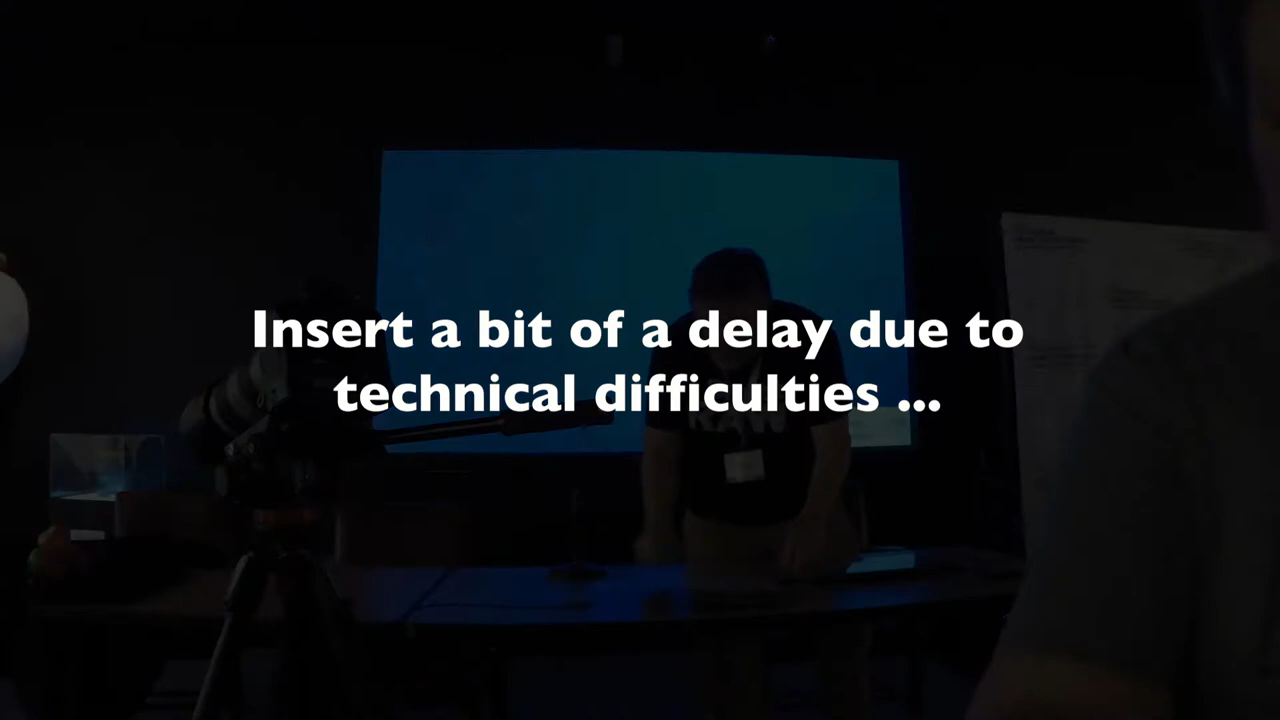 Insert a bit of a delay due to
technical difficulties ...